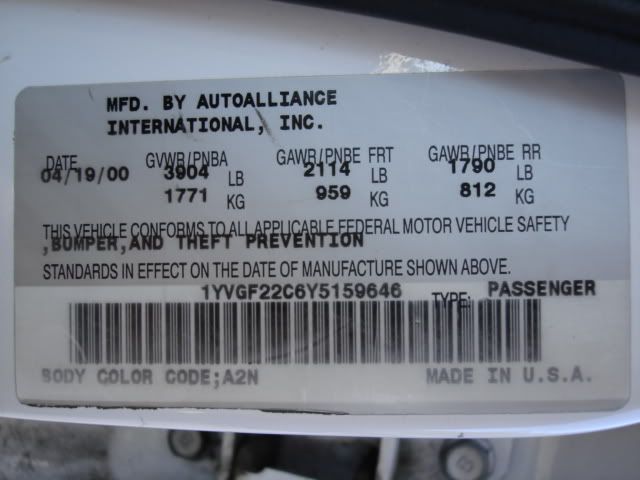 MFD. BY AUTOALLIANCE
INTERNATIONAL, INC.
DATE GVWR/PNBA GAWR/PNBE FRT GAWR/PNBE RR
04/19/00 3904 LB 2114 LB 1790 LB
1771 KG 959 KG 812 KG
THIS VEHICLE CONFORMS TO ALL APPLICABLE FEDERAL MOTOR VEHICLE SAFETY
,BUMPER,AND THEFT PREVENTION
STANDARDS IN EFFECT ON THE DATE OF MANUFACTURE SHOWN ABOVE.
1YVGF22C6Y5159646 TYPE: PASSENGER
BODY COLOR CODE;A2N MADE IN U.S.A.